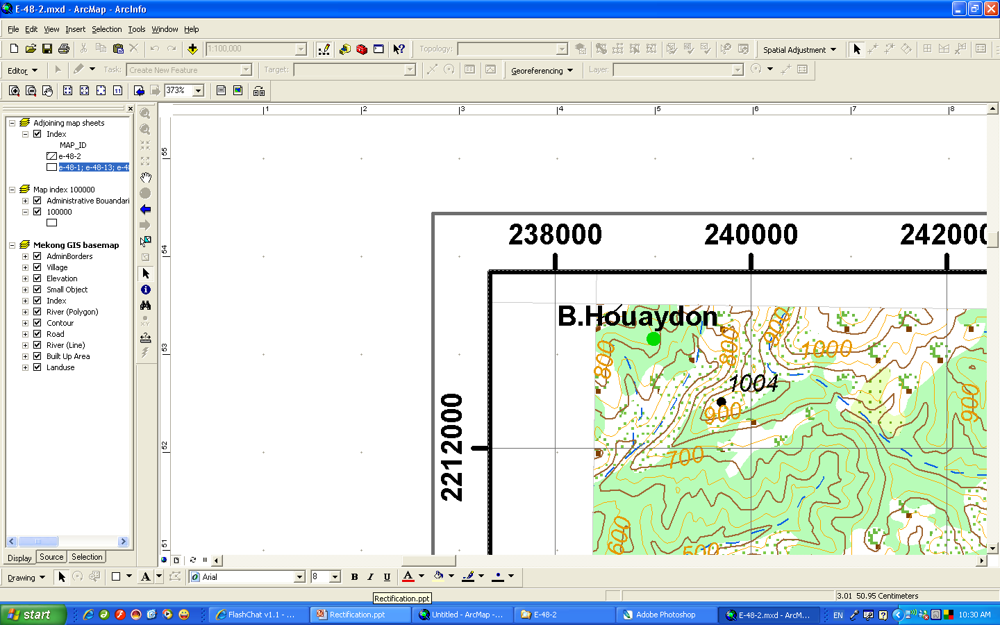 E-48-2.mxd - ArcMap - ArcInfo
File Edit View Insert Selection Tools Window Help
1:100,000 Topology: Spatial Adjustment
Editor Task: Create New Feature Target: Georeferencing Layer:
1:1 373%
1 2 3 4 5 6 7 8
Adjoining map sheets
Index
MAP_ID
e-48-2
e-48-1; e-48-13; e-48
Map index 100000
Administrative Bouandari
100000
Mekong GIS basemap
AdminBorders
Village
Elevation
Small Object
Index
River (Polygon)
Contour
Road
River (Line)
Built Up Area
Landuse
55
54
53
52
51
238000 240000 242000
B.Houaydon
800 800 900 1000
1004
900 900
2212000
700
600 500
Display Source Selection
Drawing A Arial 8 B I U A
Rectification.ppt
3.01 50.95 Centimeters
start FlashChat v1.1 - ... Rectification.ppt Untitled - ArcMap -... E-48-2 Adobe Photoshop E-48-2.mxd - ArcM... EN 10:30 AM